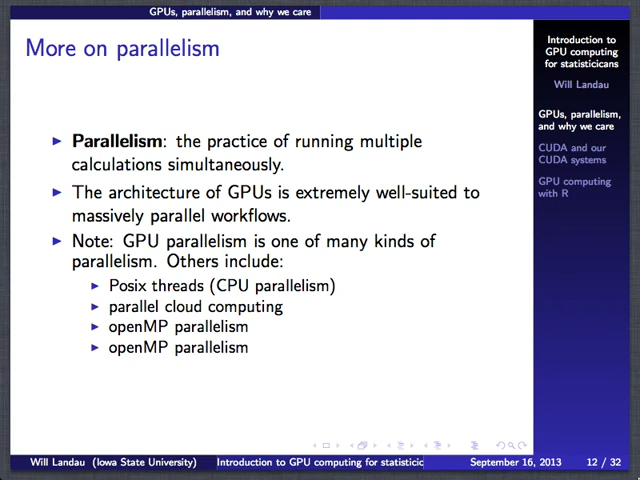 GPUs, parallelism, and why we care
More on parallelism
Parallelism: the practice of running multiple
calculations simultaneously.
The architecture of GPUs is extremely well-suited to
massively parallel workflows.
Note: GPU parallelism is one of many kinds of
parallelism. Others include:
Posix threads (CPU parallelism)
parallel cloud computing
openMP parallelism
openMP parallelism
Introduction to
GPU computing
for statisticicans
Will Landau
GPUs, parallelism,
and why we care
CUDA and our
CUDA systems
GPU computing
with R
Will Landau (Iowa State University)
Introduction to GPU computing for statisticic
September 16, 2013
12 / 32